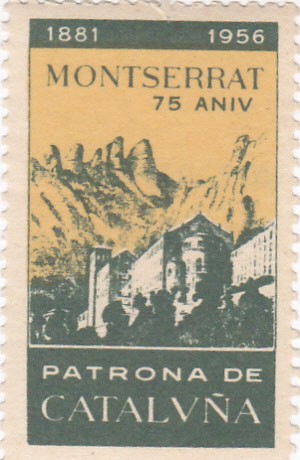 1881 1956
MONTSERRAT
75 ANIV
PATRONA DE
CATALVÑA